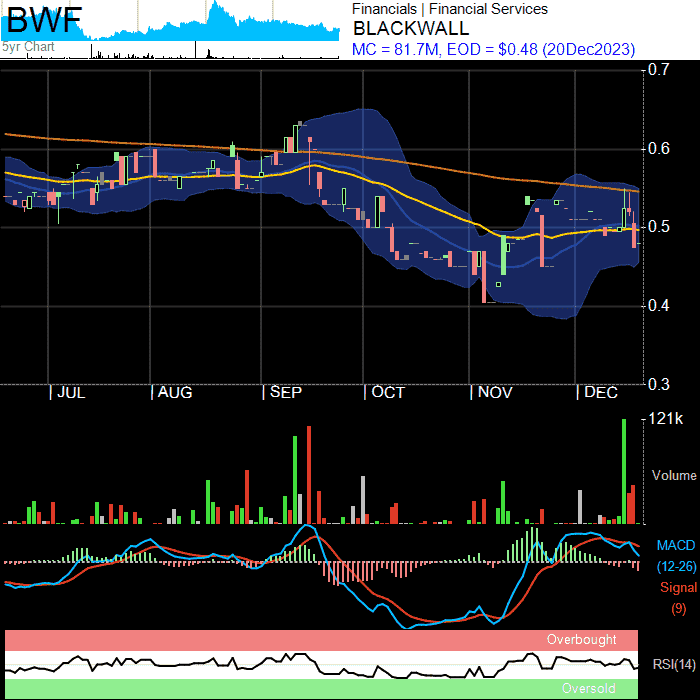 BWF
5yr Chart
Financials | Financial Services
BLACKWALL
MC = 81.7M, EOD = $0.48 (20Dec2023)
0.7
0.6
0.5
0.4
0.3
| JUL | AUG | SEP | OCT | NOV | DEC
121k
Volume
MACD
(12-26)
Signal
(9)
Overbought
RSI(14)
Oversold